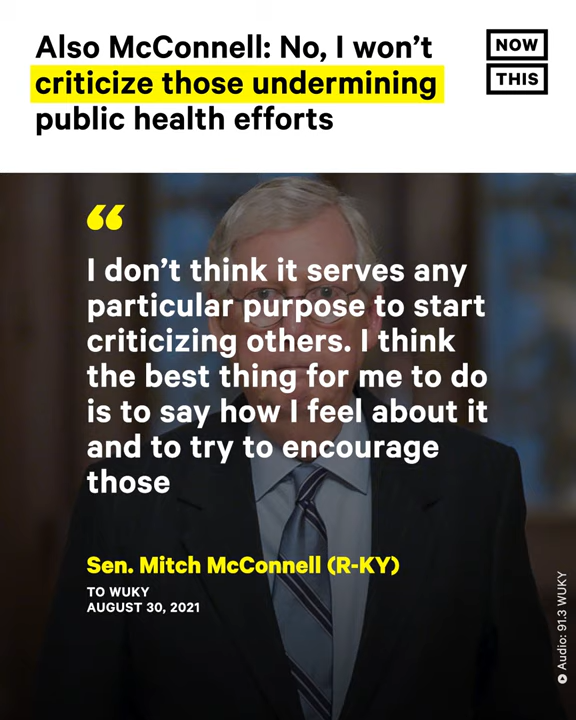 Also McConnell: No, I won't
criticize those undermining
public health efforts
NOW
THIS
“
I don't think it serves any
particular purpose to start
criticizing others. I think
the best thing for me to do
is to say how I feel about it
and to try to encourage
those
Sen. Mitch McConnell (R-KY)
TO WUKY
AUGUST 30, 2021
Audio: 91.3 WUKY